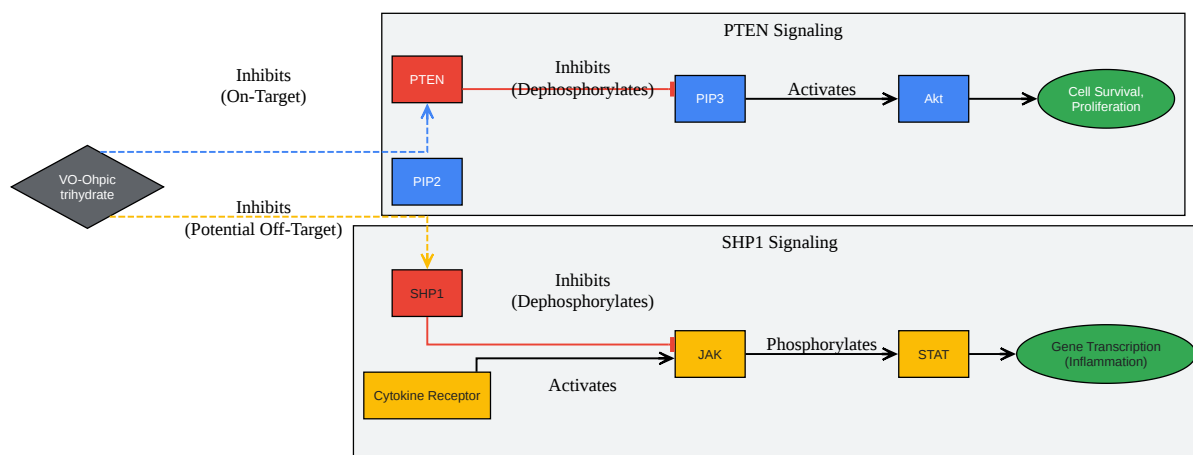 PTEN Signaling
Inhibits
(On-Target)
PTEN
Inhibits
(Dephosphorylates)
PIP3
Activates
Akt
Cell Survival,
Proliferation
VO-Ohpic
trihydrate
PIP2
Inhibits
(Potential Off-Target)
SHP1 Signaling
SHP1
Inhibits
(Dephosphorylates)
JAK
Phosphorylates
STAT
Gene Transcription
(Inflammation)
Activates
Cytokine Receptor